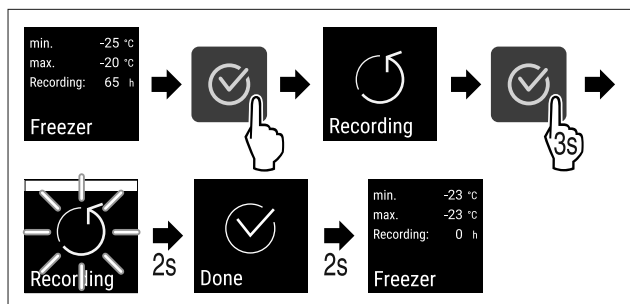 min. -25 °C
max. -20 °C
Recording: 65 h
Freezer
Recording
3s
Recording
2s
Done
2s
min. -23 °C
max. -23 °C
Recording: 0 h
Freezer